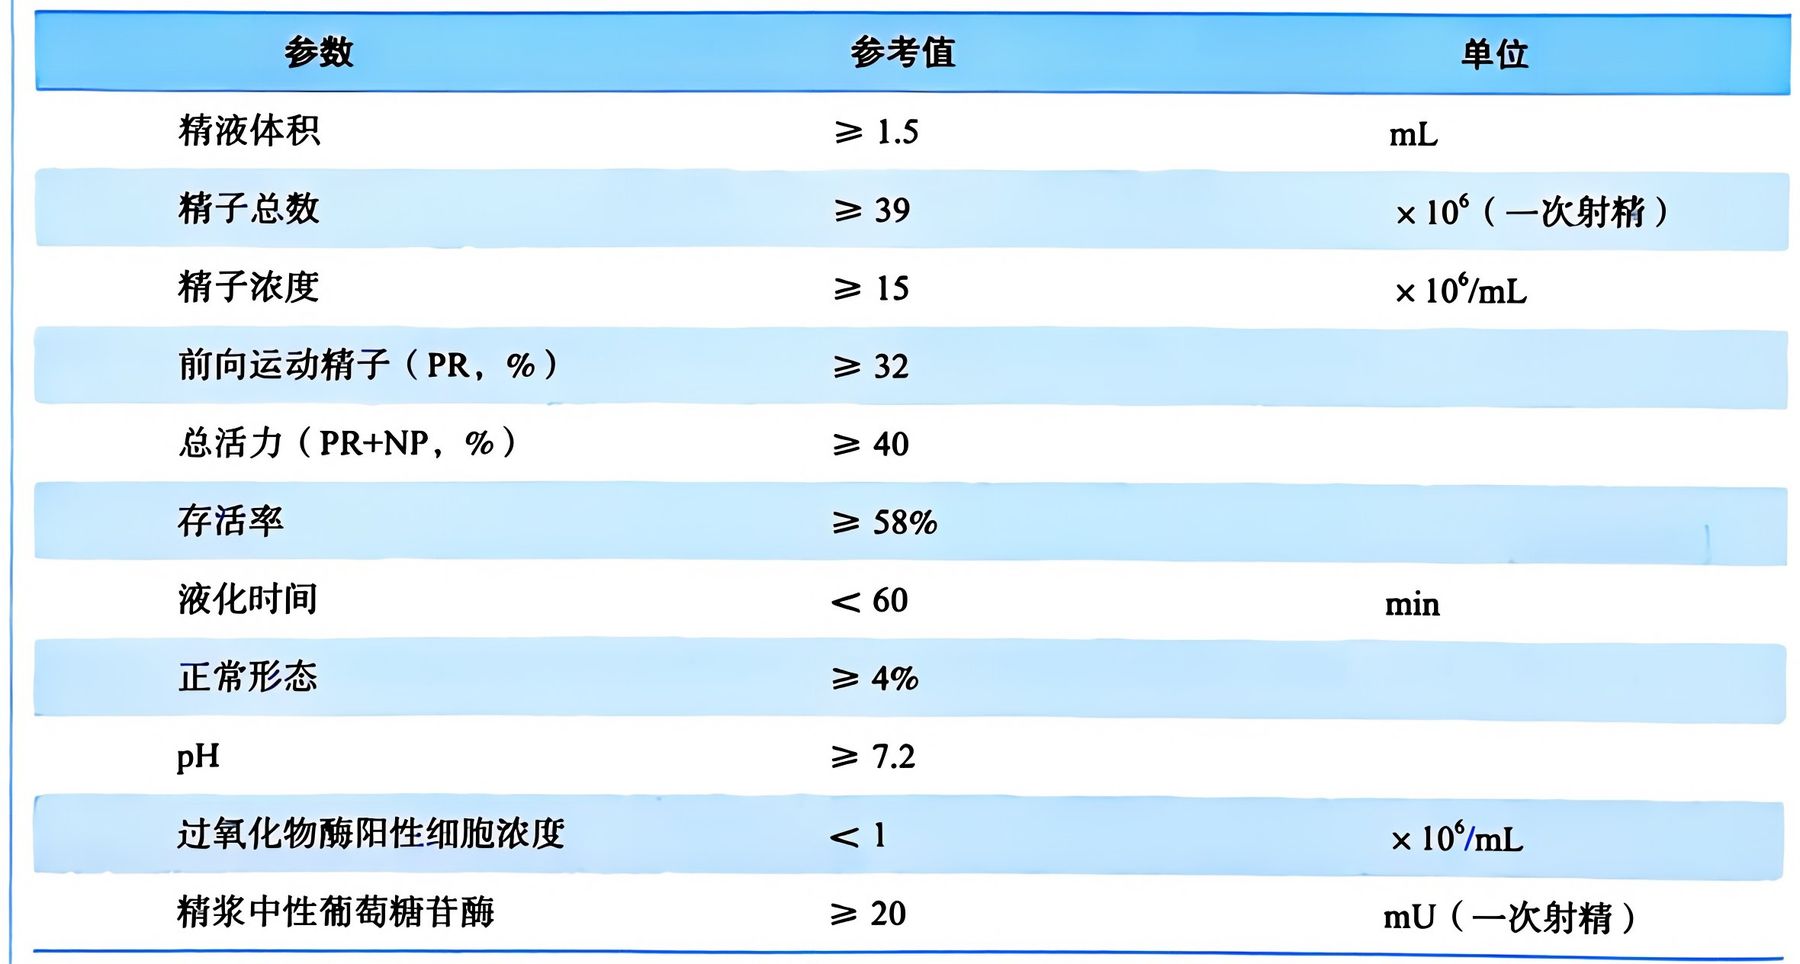 参数 参考值 单位
精液体积 ≥ 1.5 mL
精子总数 ≥ 39 × 10⁶（一次射精）
精子浓度 ≥ 15 × 10⁶/mL
前向运动精子（PR，%） ≥ 32
总活力（PR+NP，%） ≥ 40
存活率 ≥ 58%
液化时间 < 60 min
正常形态 ≥ 4%
pH ≥ 7.2
过氧化物酶阳性细胞浓度 < 1 × 10⁶/mL
精浆中性葡萄糖苷酶 ≥ 20 mU（一次射精）